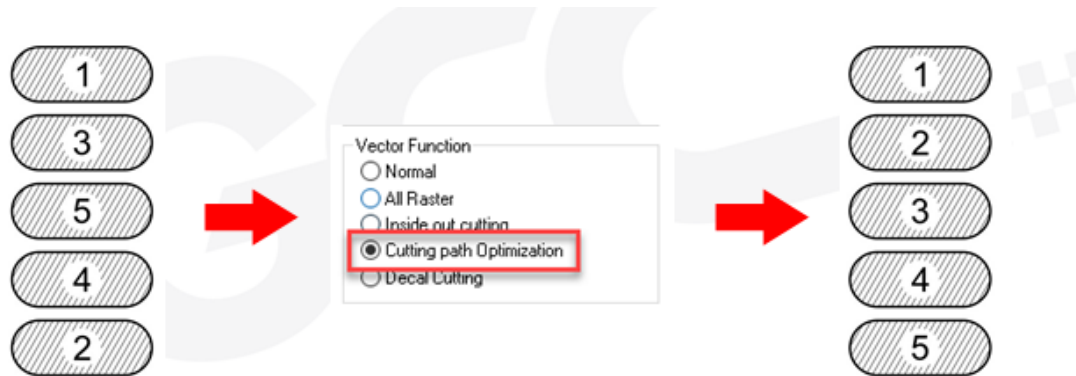 1
3
5
4
2
Vector Function
Normal
All Raster
Inside out cutting
Cutting path Optimization
Decal Cutting
1
2
3
4
5